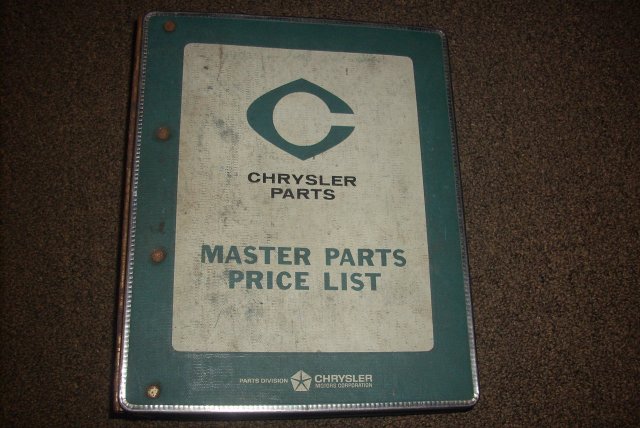 CHRYSLER
PARTS
MASTER PARTS
PRICE LIST
PARTS DIVISION CHRYSLER
MOTORS CORPORATION